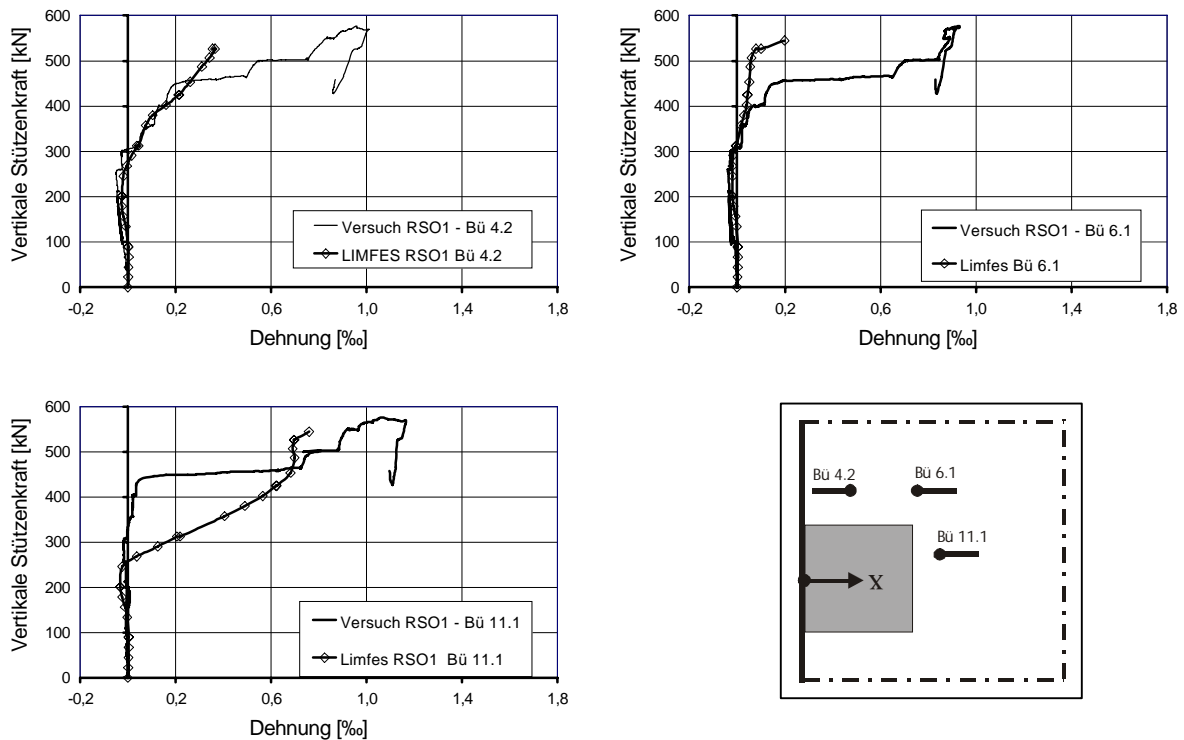 Vertikale Stützenkraft [kN]
600
500
400
300
200
100
0
-0,2 0,2 0,6 1,0 1,4 1,8
Dehnung [‰]
Versuch RSO1 - Bü 4.2
LIMFES RSO1 Bü 4.2
Vertikale Stützenkraft [kN]
600
500
400
300
200
100
0
-0,2 0,2 0,6 1,0 1,4 1,8
Dehnung [‰]
Versuch RSO1 - Bü 6.1
Limfes Bü 6.1
Vertikale Stützenkraft [kN]
600
500
400
300
200
100
0
-0,2 0,2 0,6 1,0 1,4 1,8
Dehnung [‰]
Versuch RSO1 - Bü 11.1
Limfes RSO1 Bü 11.1
Bü 4.2 Bü 6.1
Bü 11.1
x